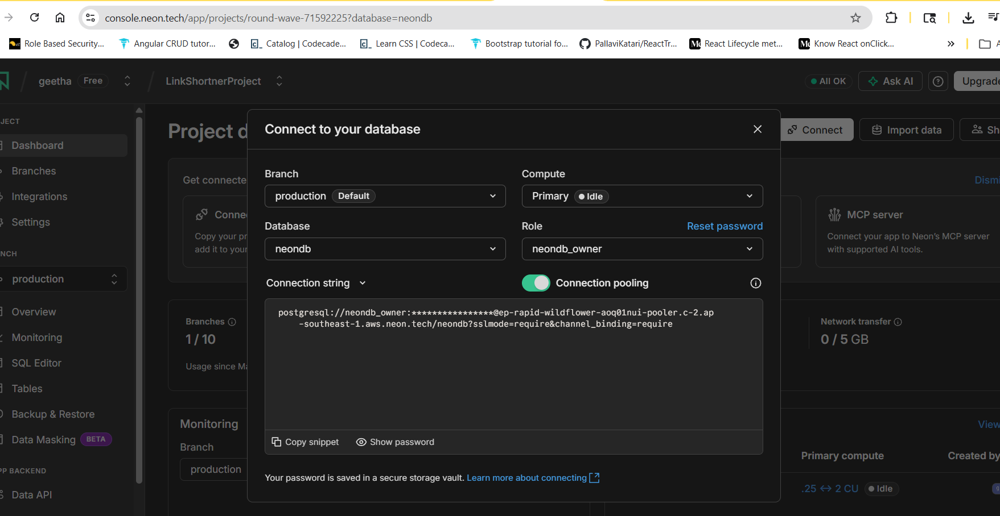 console.neon.tech/app/projects/round-wave-71592225?database=neondb
Role Based Security...
Angular CRUD tutor...
Catalog | Codecade...
Learn CSS | Codeca...
Bootstrap tutorial fo...
PallaviKatari/ReactTr...
React Lifecycle met...
Know React onClick...
geetha Free
LinkShortnerProject
All OK
Ask AI
Upgrade
JECT
Dashboard
Branches
Integrations
Settings
NCH
production
Overview
Monitoring
SQL Editor
Tables
Backup & Restore
Data Masking BETA
PP BACKEND
Data API
Project d
Connect
Import data
Sh
Get connecte
Dismi
Conne
Copy your pr
add it to your
MCP server
Connect your app to Neon's MCP server
with supported AI tools.
Branches
1 / 10
Usage since Ma
Network transfer
0 / 5 GB
Monitoring
Branch
production
View
Primary compute
Created by
.25 ↔ 2 CU Idle
Connect to your database
Branch
production Default
Compute
Primary Idle
Database
neondb
Role
Reset password
neondb_owner
Connection string
Connection pooling
postgresql://neondb_owner:****************@ep-rapid-wildflower-aoq01nui-pooler.c-2.ap
-southeast-1.aws.neon.tech/neondb?sslmode=require&channel_binding=require
Copy snippet
Show password
Your password is saved in a secure storage vault. Learn more about connecting